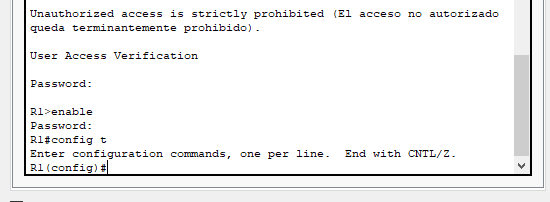 Unauthorized access is strictly prohibited (El acceso no autorizado
queda terminantemente prohibido).
User Access Verification
Password:
R1>enable
Password:
R1#config t
Enter configuration commands, one per line.  End with CNTL/Z.
R1(config)#